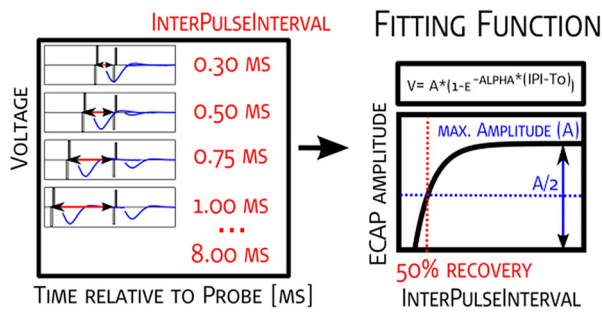 InterPulseInterval
Fitting Function
Voltage
0.30 ms
0.50 ms
0.75 ms
1.00 ms
...
8.00 ms
Time relative to Probe [ms]
V= A*(1-e^-ALPHA*(IPI-To))
ECAP amplitude
max. Amplitude (A)
A/2
50% recovery
InterPulseInterval